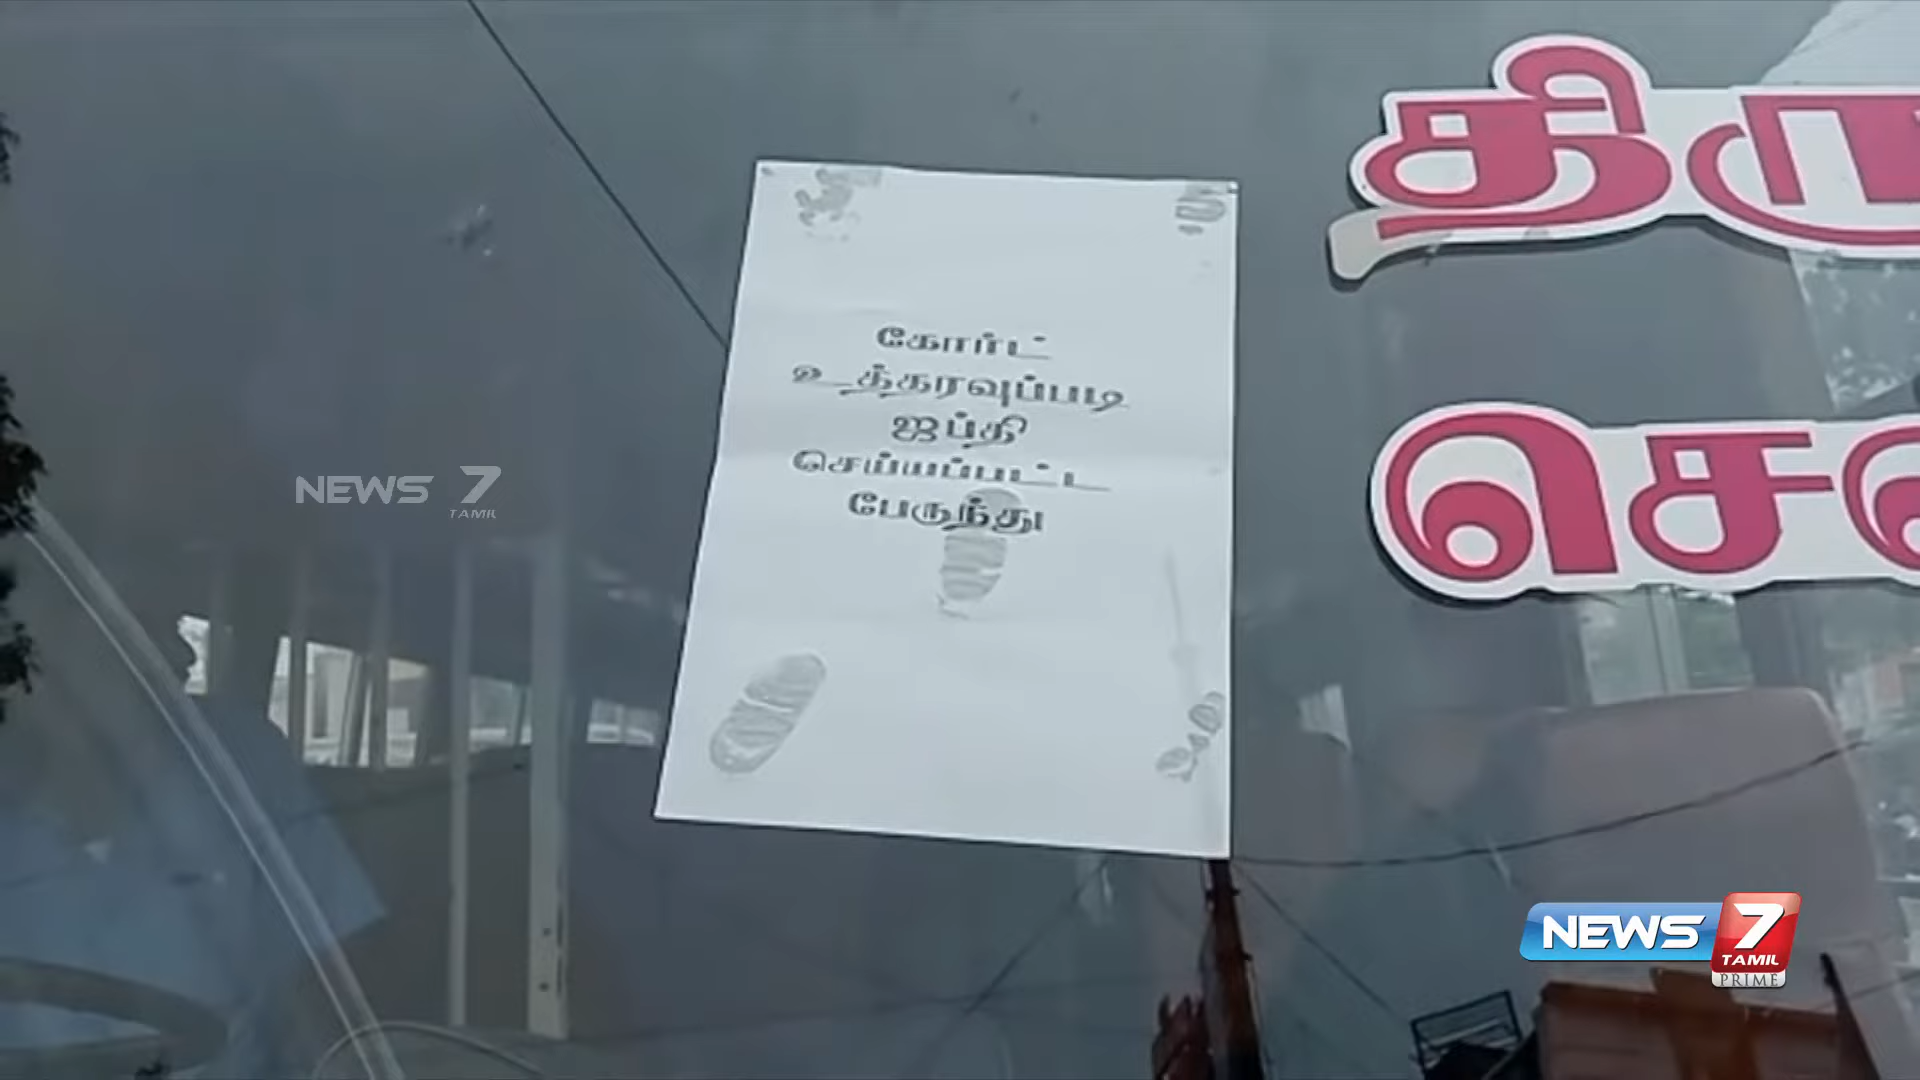 கோர்ட்
உத்தரவுப்படி
ஜப்தி
செய்யப்பட்ட
பேருந்து
திரு
சென
NEWS 7
TAMIL
NEWS 7
TAMIL
PRIME